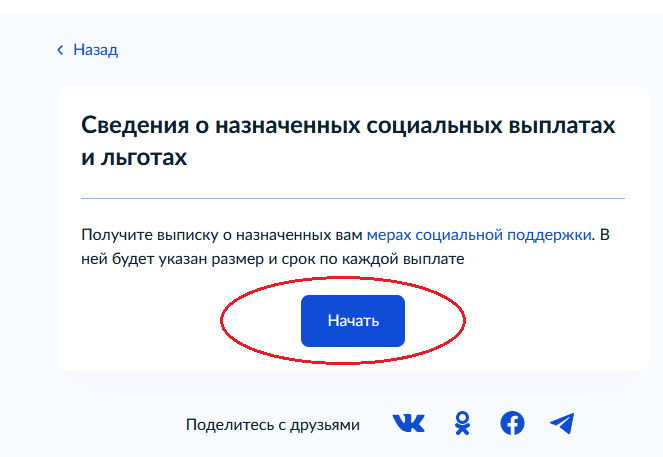 Назад
Сведения о назначенных социальных выплатах
и льготах
Получите выписку о назначенных вам мерах социальной поддержки. В
ней будет указан размер и срок по каждой выплате
Начать
Поделитесь с друзьями